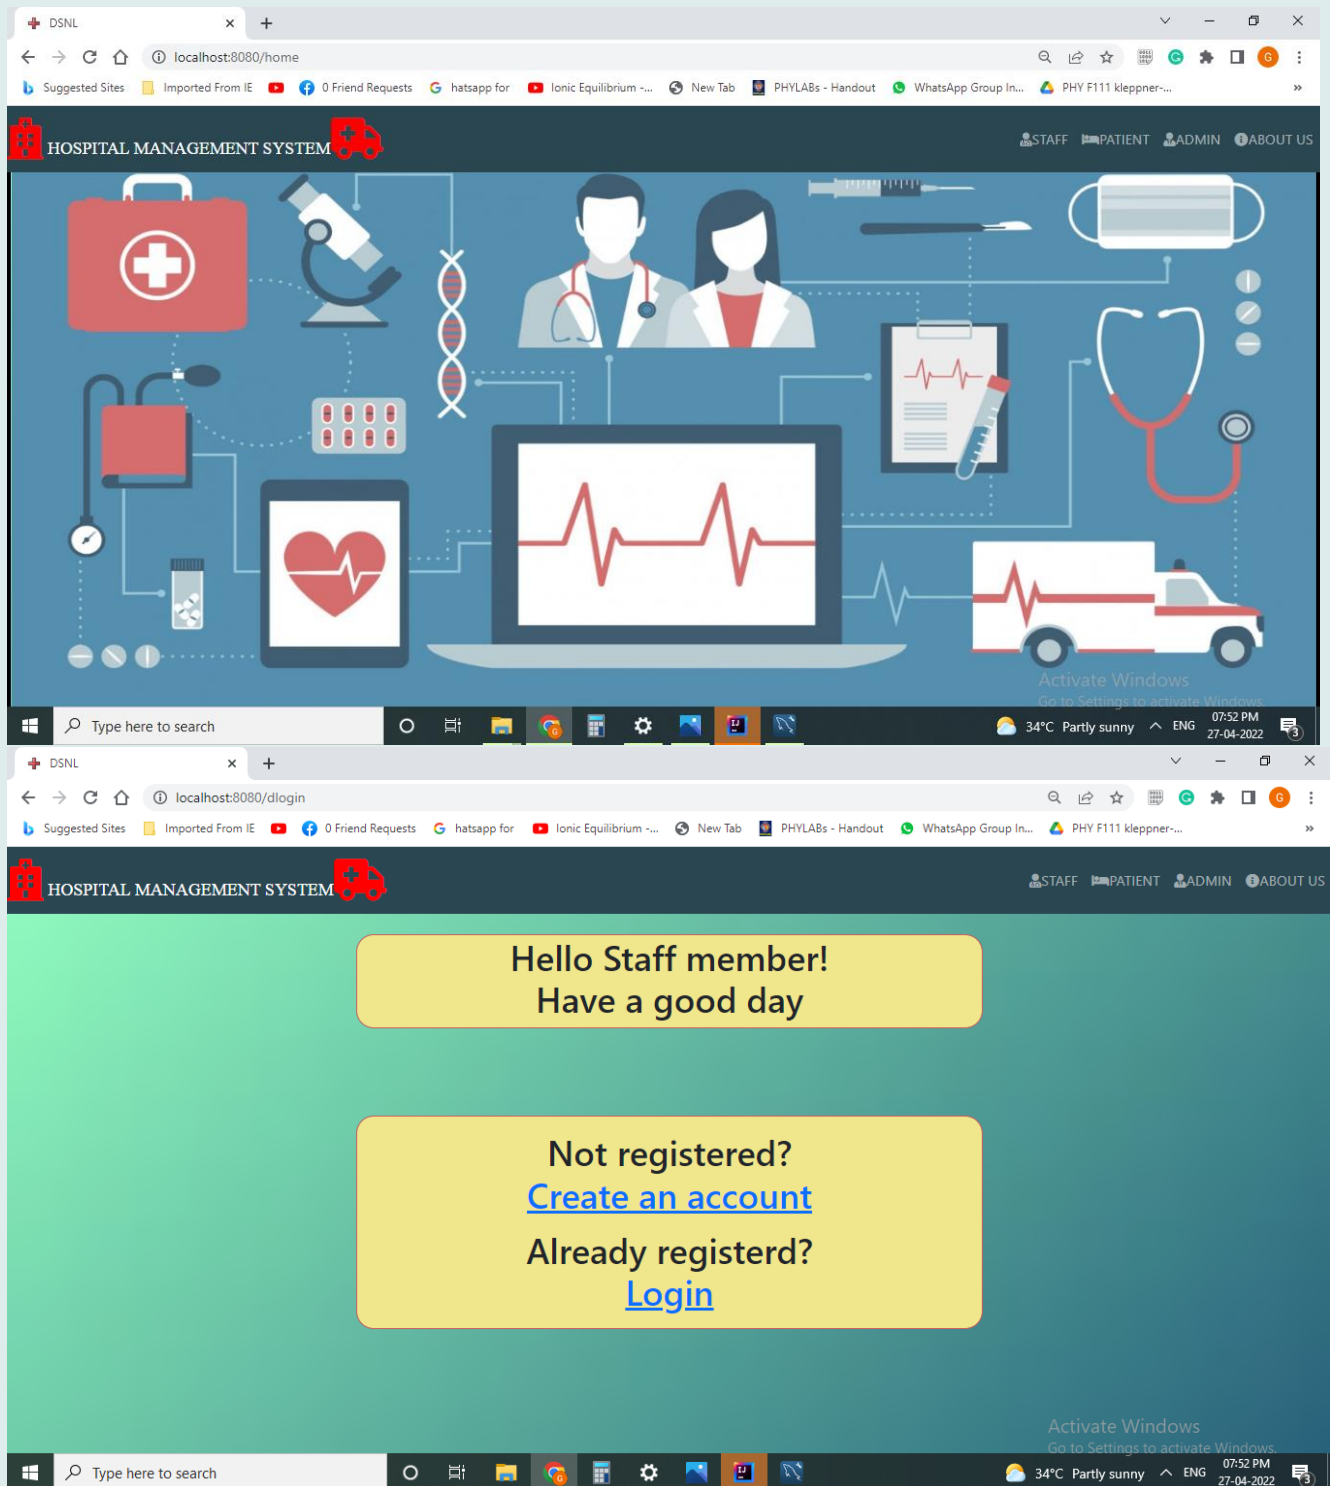 DSNL
localhost:8080/home
Suggested Sites Imported From IE 0 Friend Requests hatsapp for Ionic Equilibrium -... New Tab PHYLABs - Handout WhatsApp Group In... PHY F111 kleppner-...
HOSPITAL MANAGEMENT SYSTEM STAFF PATIENT ADMIN ABOUT US
Activate Windows
Go to Settings to activate Windows.
Type here to search 34°C Partly sunny ENG 07:52 PM
27-04-2022 3
DSNL
localhost:8080/dlogin
Suggested Sites Imported From IE 0 Friend Requests hatsapp for Ionic Equilibrium -... New Tab PHYLABs - Handout WhatsApp Group In... PHY F111 kleppner-...
HOSPITAL MANAGEMENT SYSTEM STAFF PATIENT ADMIN ABOUT US
Hello Staff member!
Have a good day
Not registered?
Create an account
Already registerd?
Login
Activate Windows
Go to Settings to activate Windows.
Type here to search 34°C Partly sunny ENG 07:52 PM
27-04-2022 3